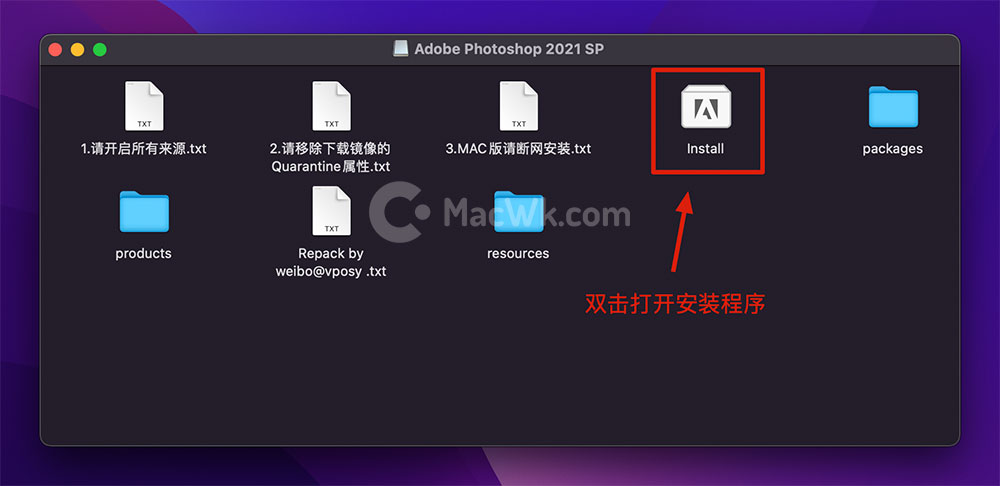 Adobe Photoshop 2021 SP
TXT
TXT
TXT
1.请开启所有来源.txt
2.请移除下载镜像的
Quarantine属性.txt
3.MAC版请断网安装.txt
Install
packages
TXT
MacWk.com
products
Repack by
weibo@vposy .txt
resources
双击打开安装程序